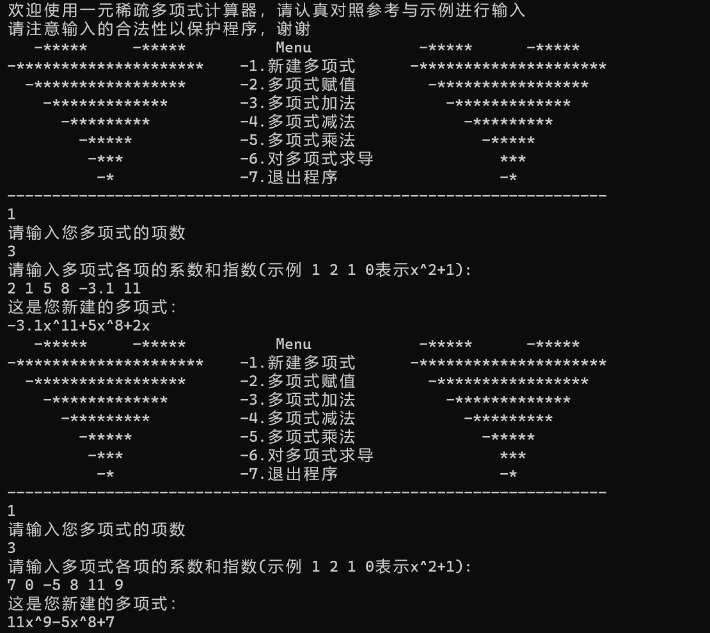 欢迎使用一元稀疏多项式计算器，请认真对照参考与示例进行输入
请注意输入的合法性以保护程序，谢谢
   -*****     -*****          Menu            -*****      -*****
-*********************    -1.新建多项式      -*********************
  -*****************      -2.多项式赋值        -*****************
    -*************        -3.多项式加法          -*************
      -*********          -4.多项式减法            -*********
        -*****            -5.多项式乘法              -*****
         -***             -6.对多项式求导              ***
          -*              -7.退出程序                  -*
-------------------------------------------------------------------
1
请输入您多项式的项数
3
请输入多项式各项的系数和指数(示例 1 2 1 0表示x^2+1):
2 1 5 8 -3.1 11
这是您新建的多项式:
-3.1x^11+5x^8+2x
   -*****     -*****          Menu            -*****      -*****
-*********************    -1.新建多项式      -*********************
  -*****************      -2.多项式赋值        -*****************
    -*************        -3.多项式加法          -*************
      -*********          -4.多项式减法            -*********
        -*****            -5.多项式乘法              -*****
         -***             -6.对多项式求导              ***
          -*              -7.退出程序                  -*
-------------------------------------------------------------------
1
请输入您多项式的项数
3
请输入多项式各项的系数和指数(示例 1 2 1 0表示x^2+1):
7 0 -5 8 11 9
这是您新建的多项式:
11x^9-5x^8+7